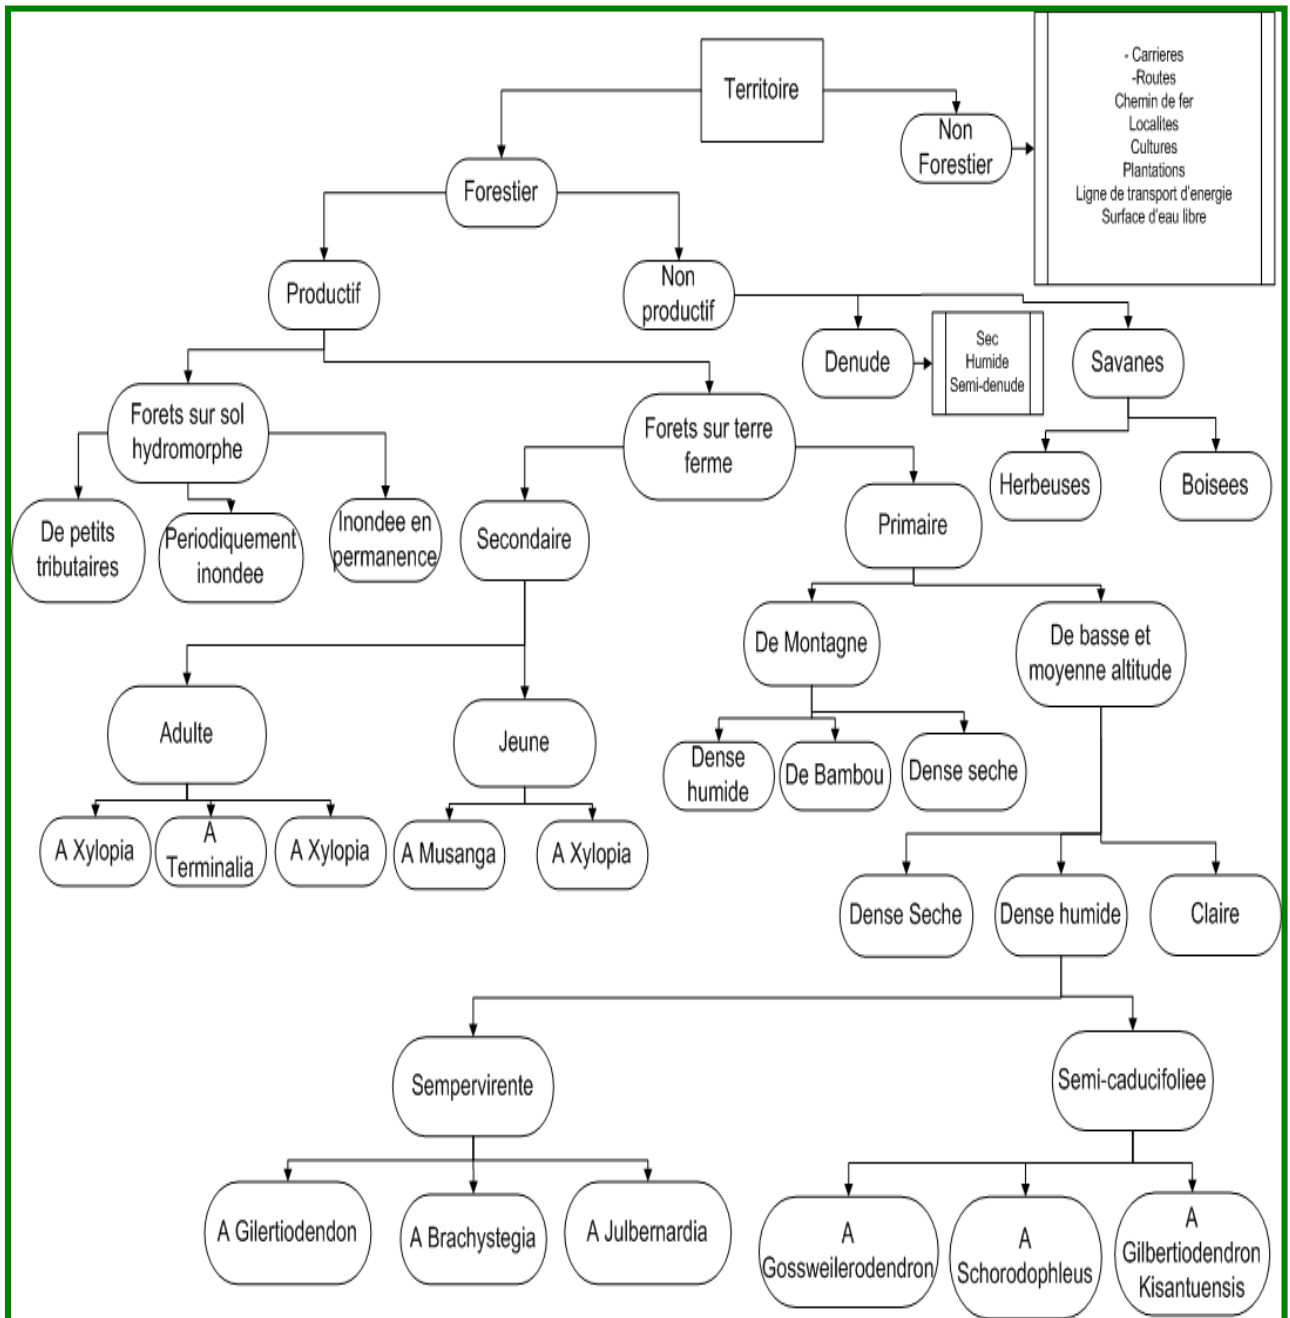 - Carrieres
-Routes
Chemin de fer
Localites
Cultures
Plantations
Ligne de transport d'energie
Surface d'eau libre
Territoire
Non
Forestier
Forestier
Productif
Non
productif
Denude
Sec
Humide
Semi-denude
Savanes
Forets sur sol
hydromorphe
Forets sur terre
ferme
Herbeuses
Boisees
De petits
tributaires
Periodiquement
inondee
Inondee en
permanence
Secondaire
Primaire
De Montagne
De basse et
moyenne altitude
Adulte
Jeune
Dense
humide
De Bambou
Dense seche
A Xylopia
A
Terminalia
A Xylopia
A Musanga
A Xylopia
Dense Seche
Dense humide
Claire
Sempervirente
Semi-caducifoliee
A Gilertiodendon
A Brachystegia
A Julbernardia
A
Gossweilerodendron
A
Schorodophleus
A
Gilbertiodendron
Kisantuensis